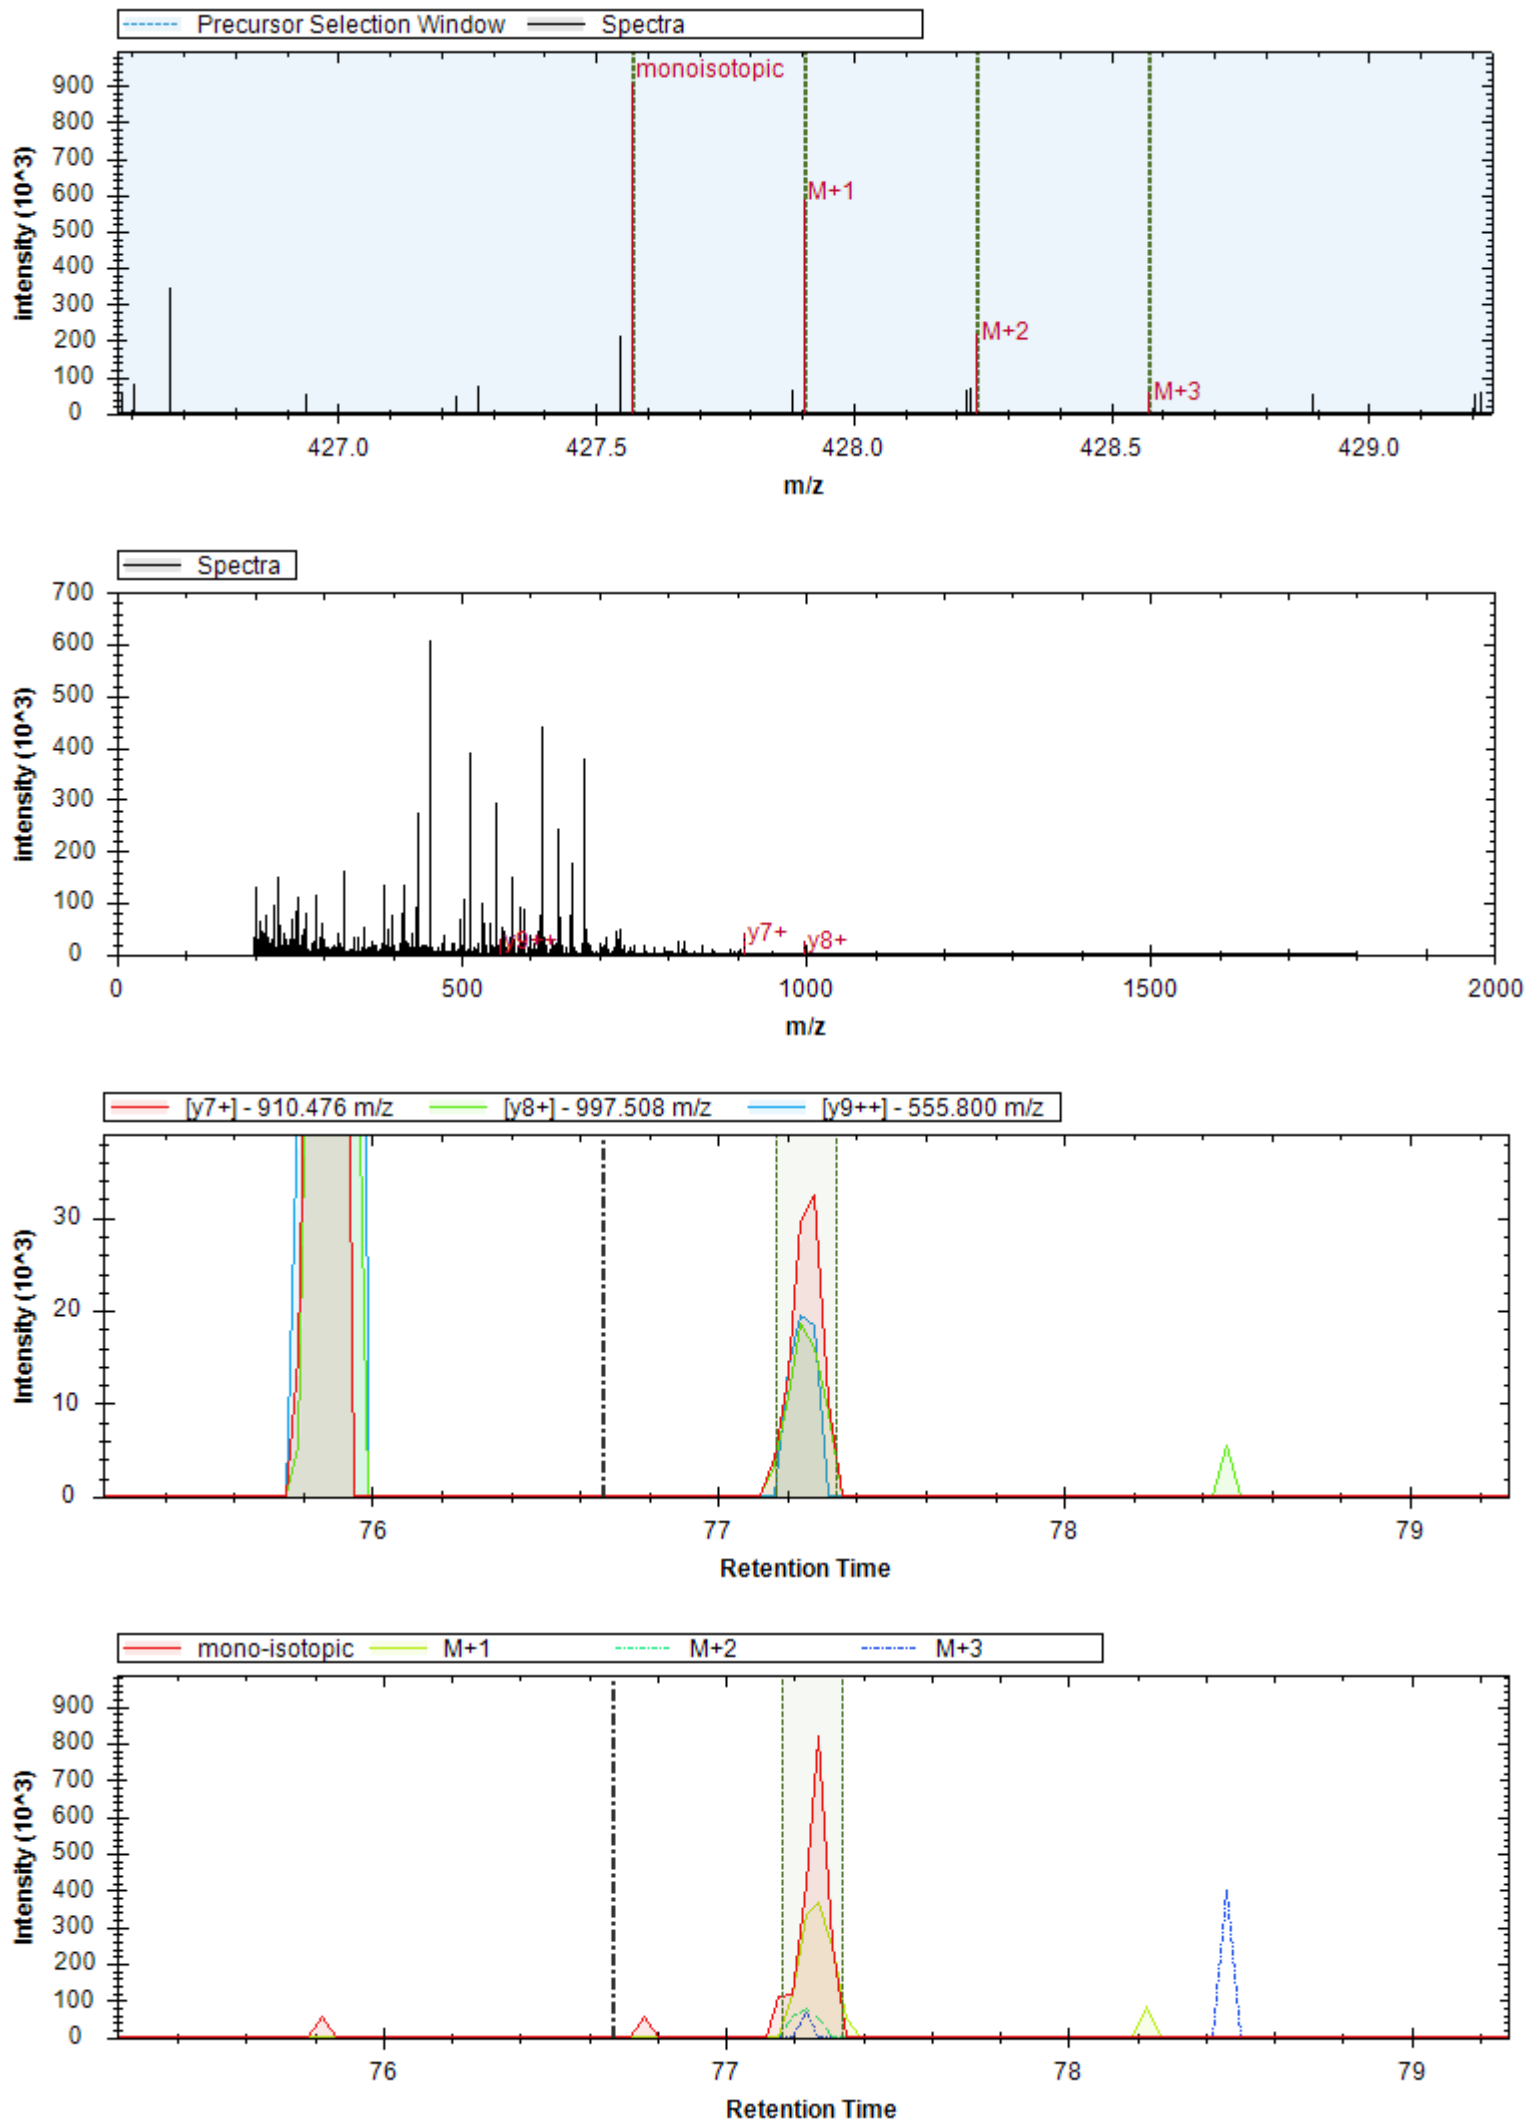 Precursor Selection Window Spectra
intensity (10^3)
900
800
700
600
500
400
300
200
100
0
monoisotopic
M+1
M+2
M+3
427.0 427.5 428.0 428.5 429.0
m/z
Spectra
intensity (10^3)
700
600
500
400
300
200
100
0
y9++ y7+ y8+
0 500 1000 1500 2000
m/z
[y7+] - 910.476 m/z [y8+] - 997.508 m/z [y9++] - 555.800 m/z
Intensity (10^3)
30
20
10
0
76 77 78 79
Retention Time
mono-isotopic M+1 M+2 M+3
Intensity (10^3)
900
800
700
600
500
400
300
200
100
0
76 77 78 79
Retention Time